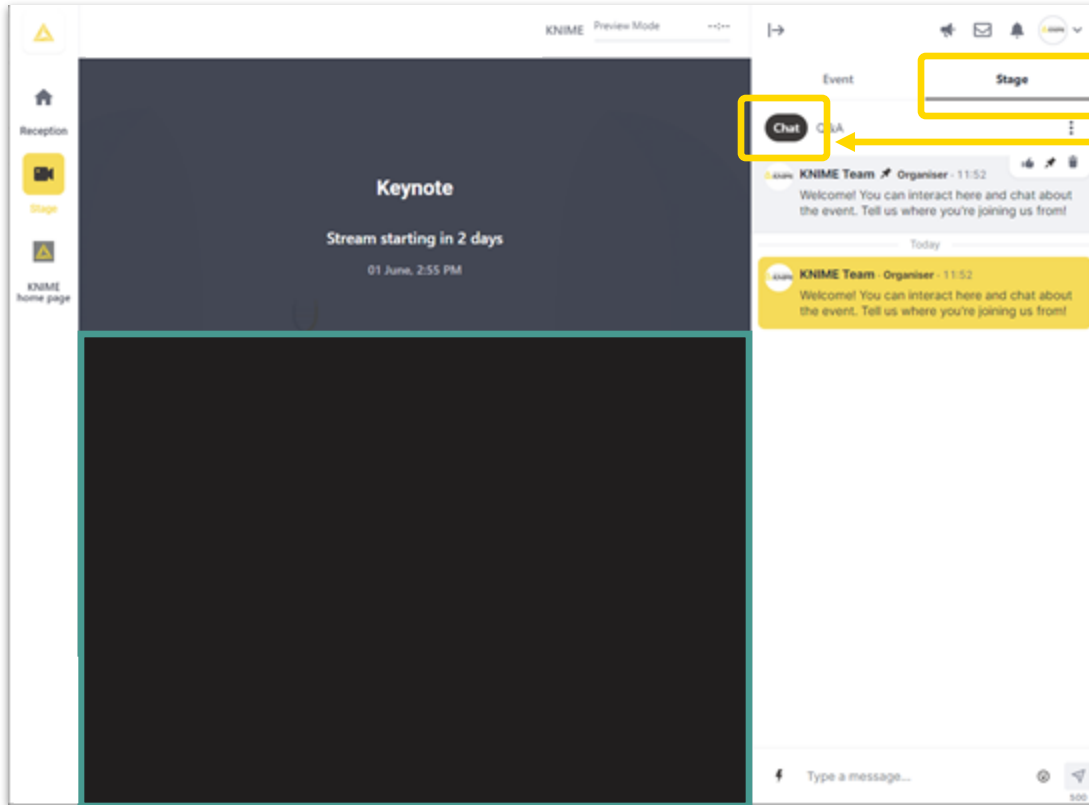 KNIME Preview Mode --:--
Reception
Stage
KNIME
home page
Keynote
Stream starting in 2 days
01 June, 2:55 PM
Event Stage
Chat Q&A
KNIME Team Organiser - 11:52
Welcome! You can interact here and chat about
the event. Tell us where you're joining us from!
Today
KNIME Team - Organiser - 11:52
Welcome! You can interact here and chat about
the event. Tell us where you're joining us from!
Type a message...
500